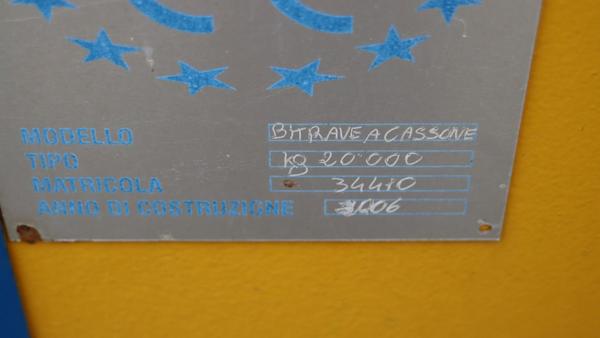 MODELLO BITRAVE A CASSONE
TIPO kg 20.000
MATRICOLA 34410
ANNO DI COSTRUZIONE 2006